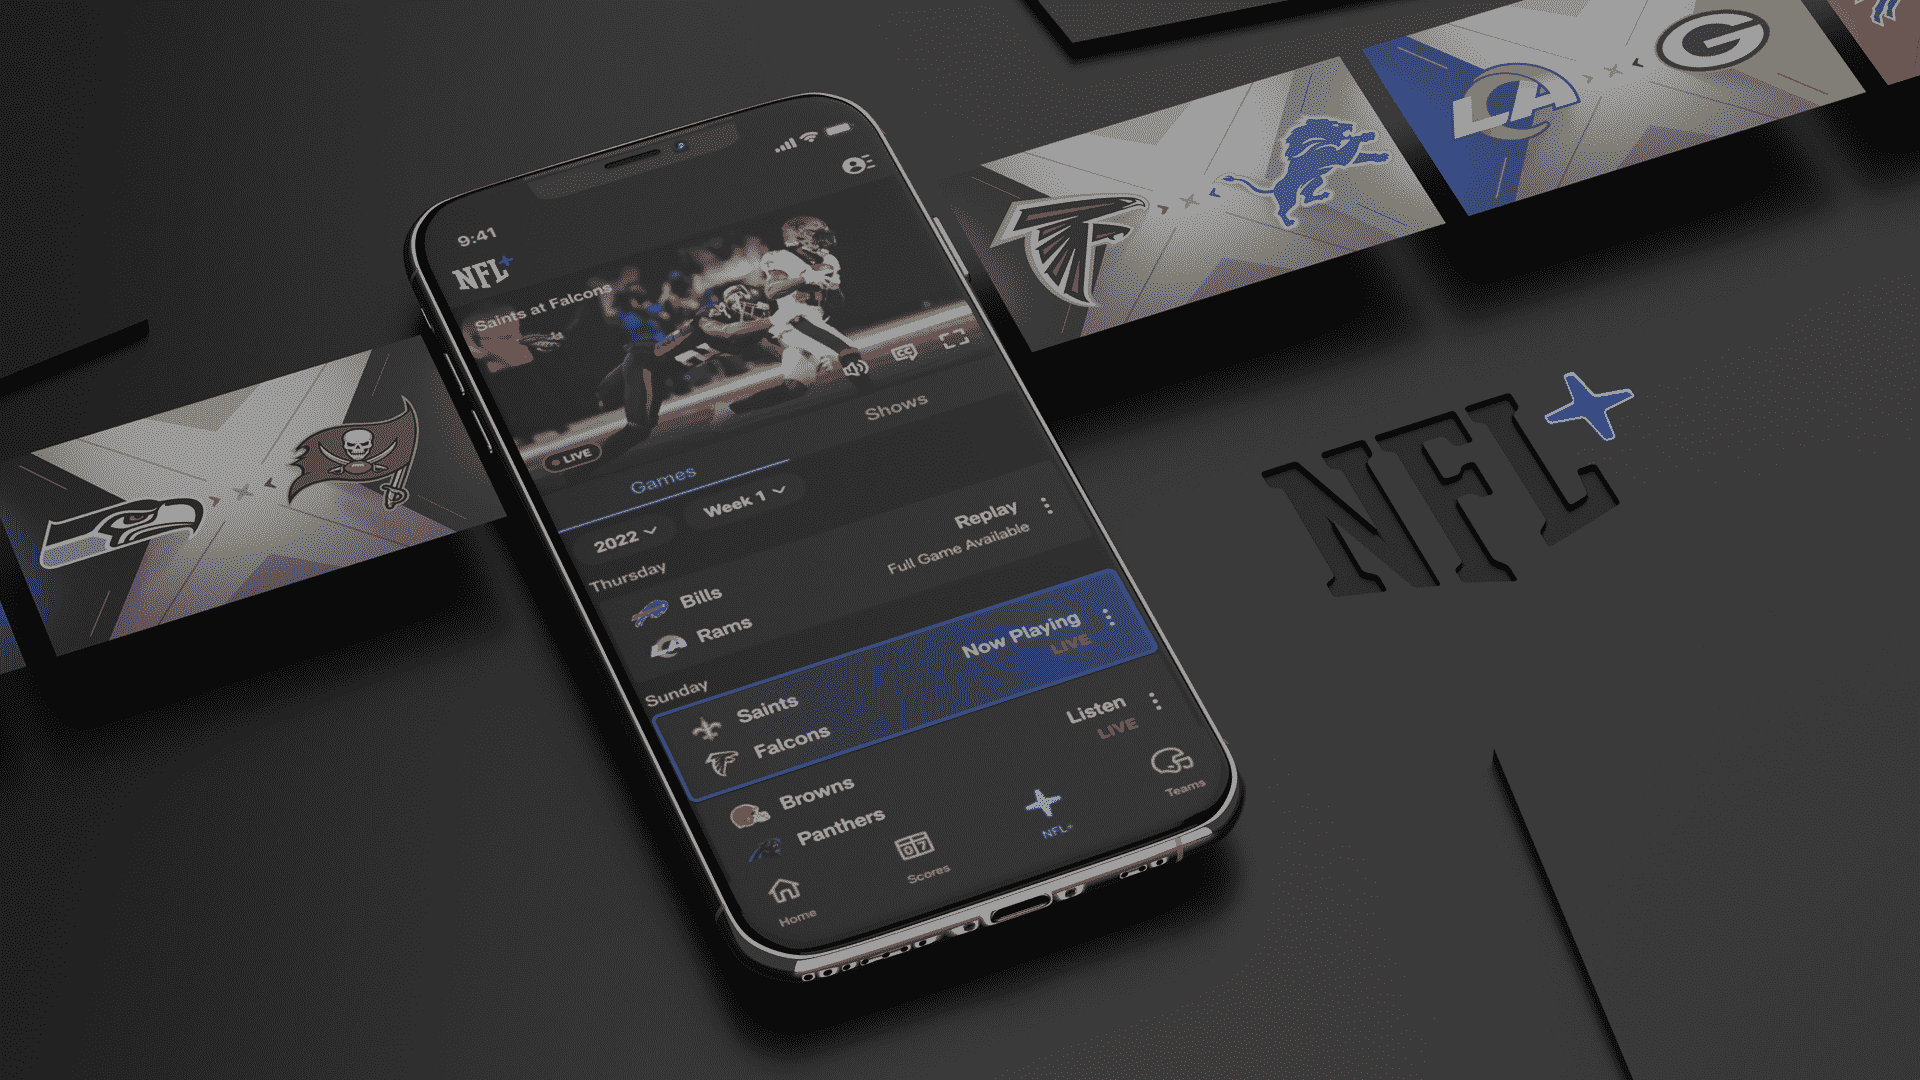 9:41
NFL+
Saints at Falcons
LIVE
Games
Shows
2022
Week 1
Thursday
Bills
Rams
Replay
Full Game Available
Sunday
Saints
Falcons
Now Playing
LIVE
Browns
Panthers
Listen
LIVE
Home
07
Scores
NFL+
Teams
LA
G
NFL+